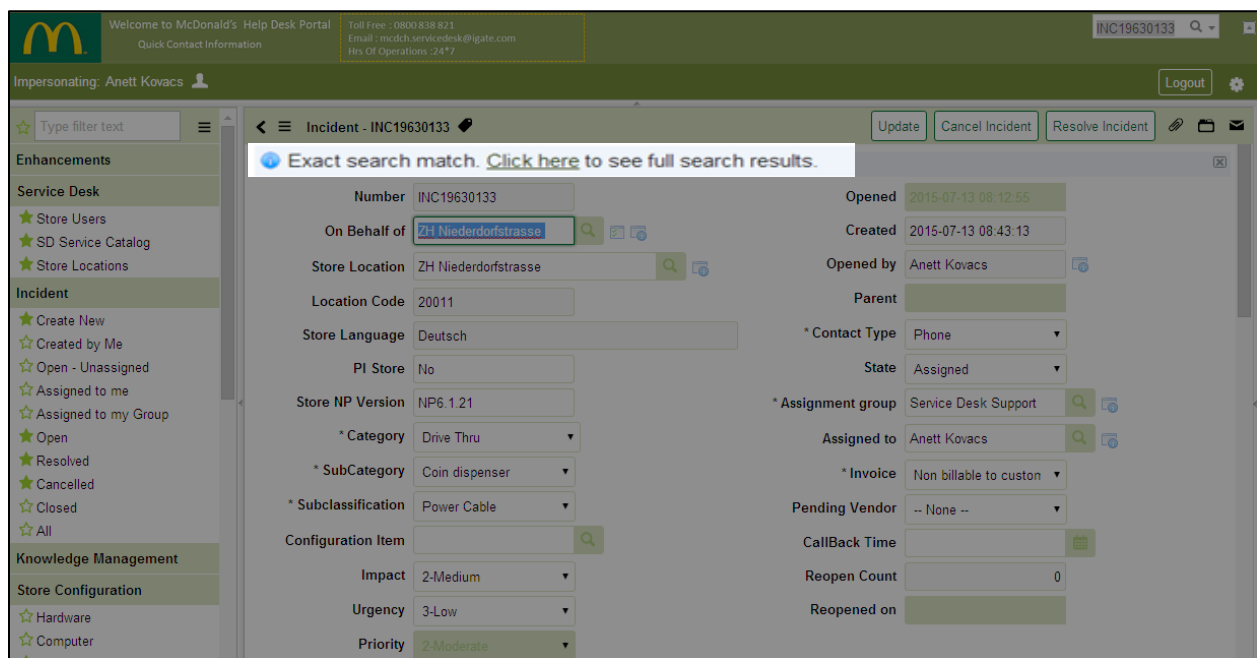 Welcome to McDonald's Help Desk Portal
Quick Contact Information
Toll Free : 0800 838 821
Email : mcdch.servicedesk@igate.com
Hrs Of Operations :24*7
INC19630133
Impersonating: Anett Kovacs
Logout
Type filter text
Enhancements
Service Desk
Store Users
SD Service Catalog
Store Locations
Incident
Create New
Created by Me
Open - Unassigned
Assigned to me
Assigned to my Group
Open
Resolved
Cancelled
Closed
All
Knowledge Management
Store Configuration
Hardware
Computer
Incident - INC19630133
Update
Cancel Incident
Resolve Incident
Exact search match. Click here to see full search results.
Number INC19630133
On Behalf of ZH Niederdorfstrasse
Store Location ZH Niederdorfstrasse
Location Code 20011
Store Language Deutsch
PI Store No
Store NP Version NP6.1.21
* Category Drive Thru
* SubCategory Coin dispenser
* Subclassification Power Cable
Configuration Item
Impact 2-Medium
Urgency 3-Low
Priority 2-Moderate
Opened 2015-07-13 08:12:55
Created 2015-07-13 08:43:13
Opened by Anett Kovacs
Parent
* Contact Type Phone
State Assigned
* Assignment group Service Desk Support
Assigned to Anett Kovacs
* Invoice Non billable to custon
Pending Vendor -- None --
CallBack Time
Reopen Count 0
Reopened on